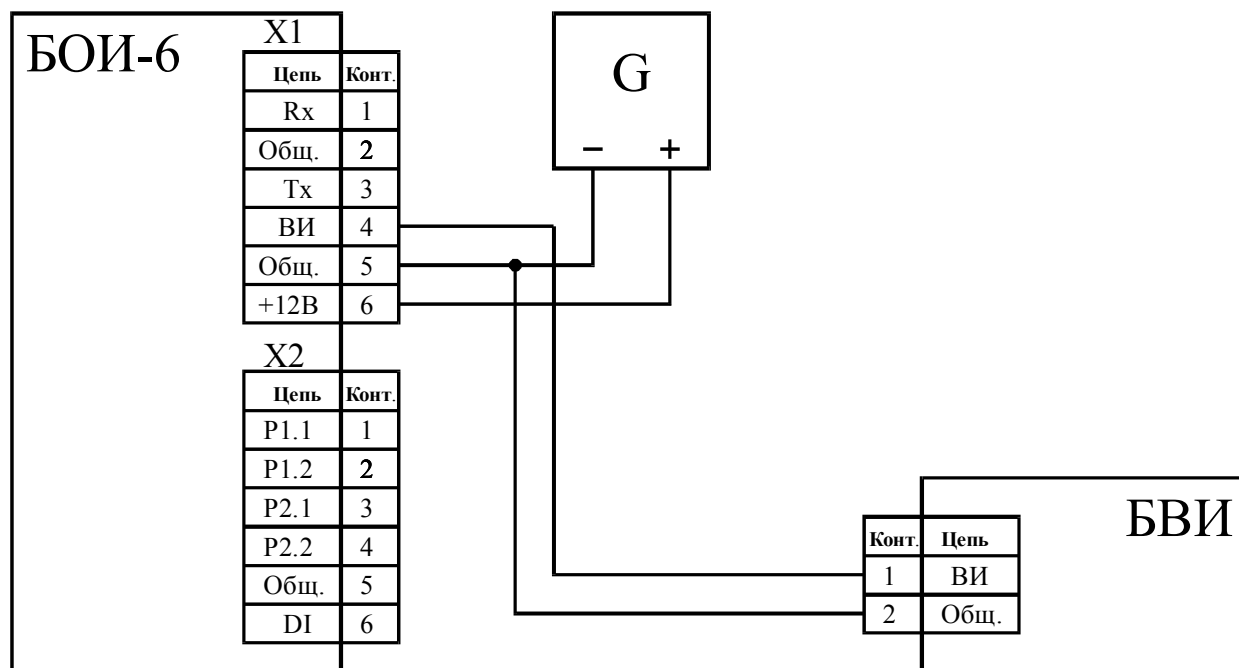 БОИ-6
X1
Цепь Конт.
Rx 1
Общ. 2
Tx 3
ВИ 4
Общ. 5
+12В 6
G
− +
X2
Цепь Конт.
P1.1 1
P1.2 2
P2.1 3
P2.2 4
Общ. 5
DI 6
БВИ
Конт. Цепь
1 ВИ
2 Общ.